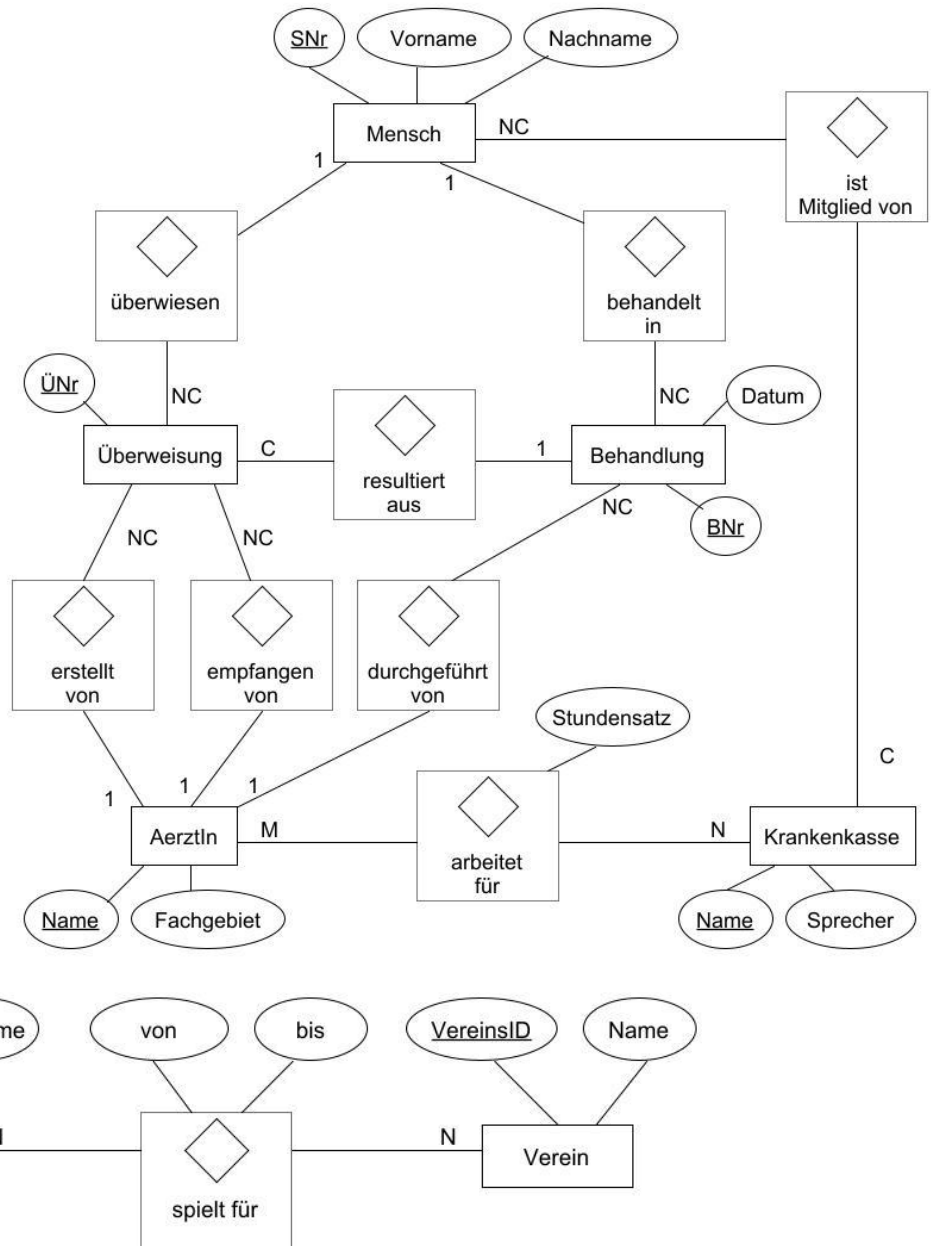 SNr
Vorname
Nachname
Mensch
NC
ist
Mitglied von
1
1
überwiesen
behandelt
in
ÜNr
NC
NC
Datum
Überweisung
C
resultiert
aus
1
Behandlung
NC
BNr
NC
NC
erstellt
von
empfangen
von
durchgeführt
von
Stundensatz
C
1
1
1
AerztIn
M
arbeitet
für
N
Krankenkasse
Name
Fachgebiet
Name
Sprecher
me
von
bis
VereinsID
Name
N
Verein
spielt für